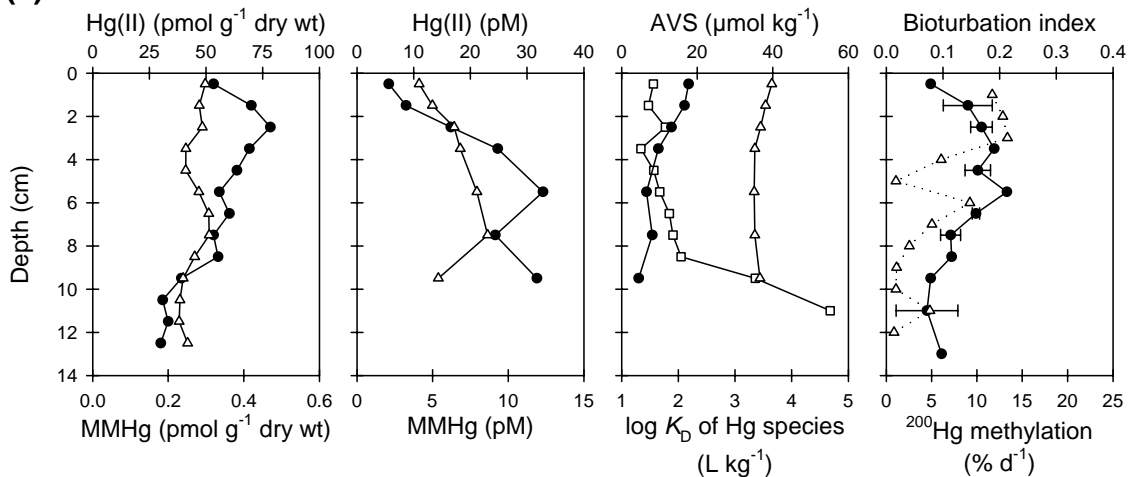 Hg(II) (pmol g⁻¹ dry wt)
0 25 50 75 100
Hg(II) (pM)
0 10 20 30 40
AVS (μmol kg⁻¹)
0 20 40 60
Bioturbation index
0 0.1 0.2 0.3 0.4
Depth (cm)
0
2
4
6
8
10
12
14
0.0 0.2 0.4 0.6
MMHg (pmol g⁻¹ dry wt)
0 5 10 15
MMHg (pM)
1 2 3 4 5
log K_D of Hg species
(L kg⁻¹)
0 5 10 15 20 25
²⁰⁰Hg methylation
(% d⁻¹)